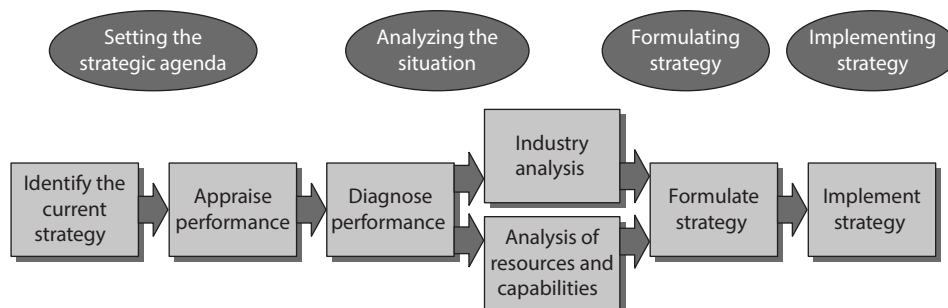 Setting the
strategic agenda
Analyzing the
situation
Formulating
strategy
Implementing
strategy
Identify the
current
strategy
Appraise
performance
Diagnose
performance
Industry
analysis
Analysis of
resources and
capabilities
Formulate
strategy
Implement
strategy